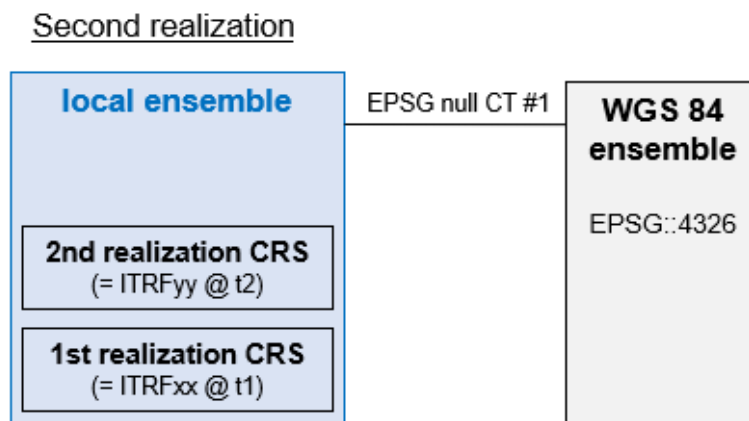 Second realization
local ensemble
EPSG null CT #1
WGS 84
ensemble
EPSG::4326
2nd realization CRS
(= ITRFyy @ t2)
1st realization CRS
(= ITRFxx @ t1)